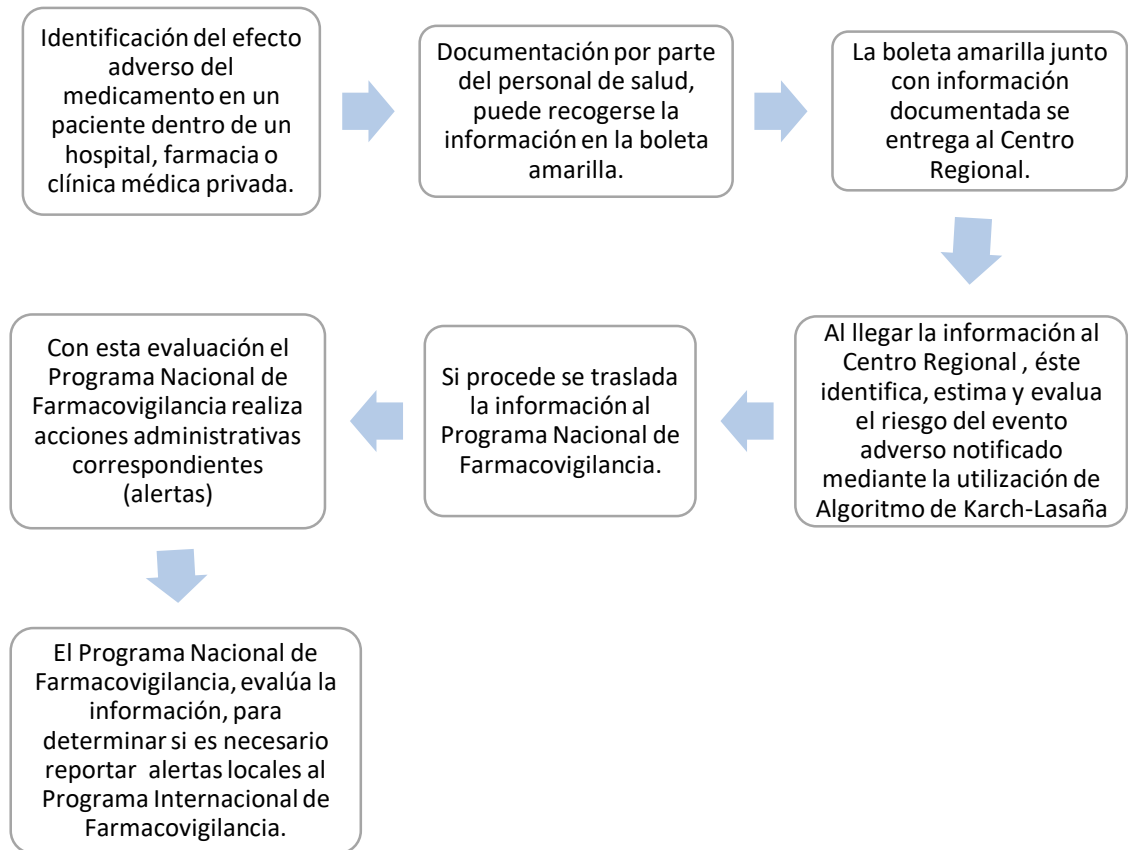 Identificación del efecto
adverso del
medicamento en un
paciente dentro de un
hospital, farmacia o
clínica médica privada.
Documentación por parte
del personal de salud,
puede recogerse la
información en la boleta
amarilla.
La boleta amarilla junto
con información
documentada se
entrega al Centro
Regional.
Al llegar la información al
Centro Regional , éste
identifica, estima y evalua
el riesgo del evento
adverso notificado
mediante la utilización de
Algoritmo de Karch-Lasaña
Si procede se traslada
la información al
Programa Nacional de
Farmacovigilancia.
Con esta evaluación el
Programa Nacional de
Farmacovigilancia realiza
acciones administrativas
correspondientes
(alertas)
El Programa Nacional de
Farmacovigilancia, evalúa la
información, para
determinar si es necesario
reportar alertas locales al
Programa Internacional de
Farmacovigilancia.